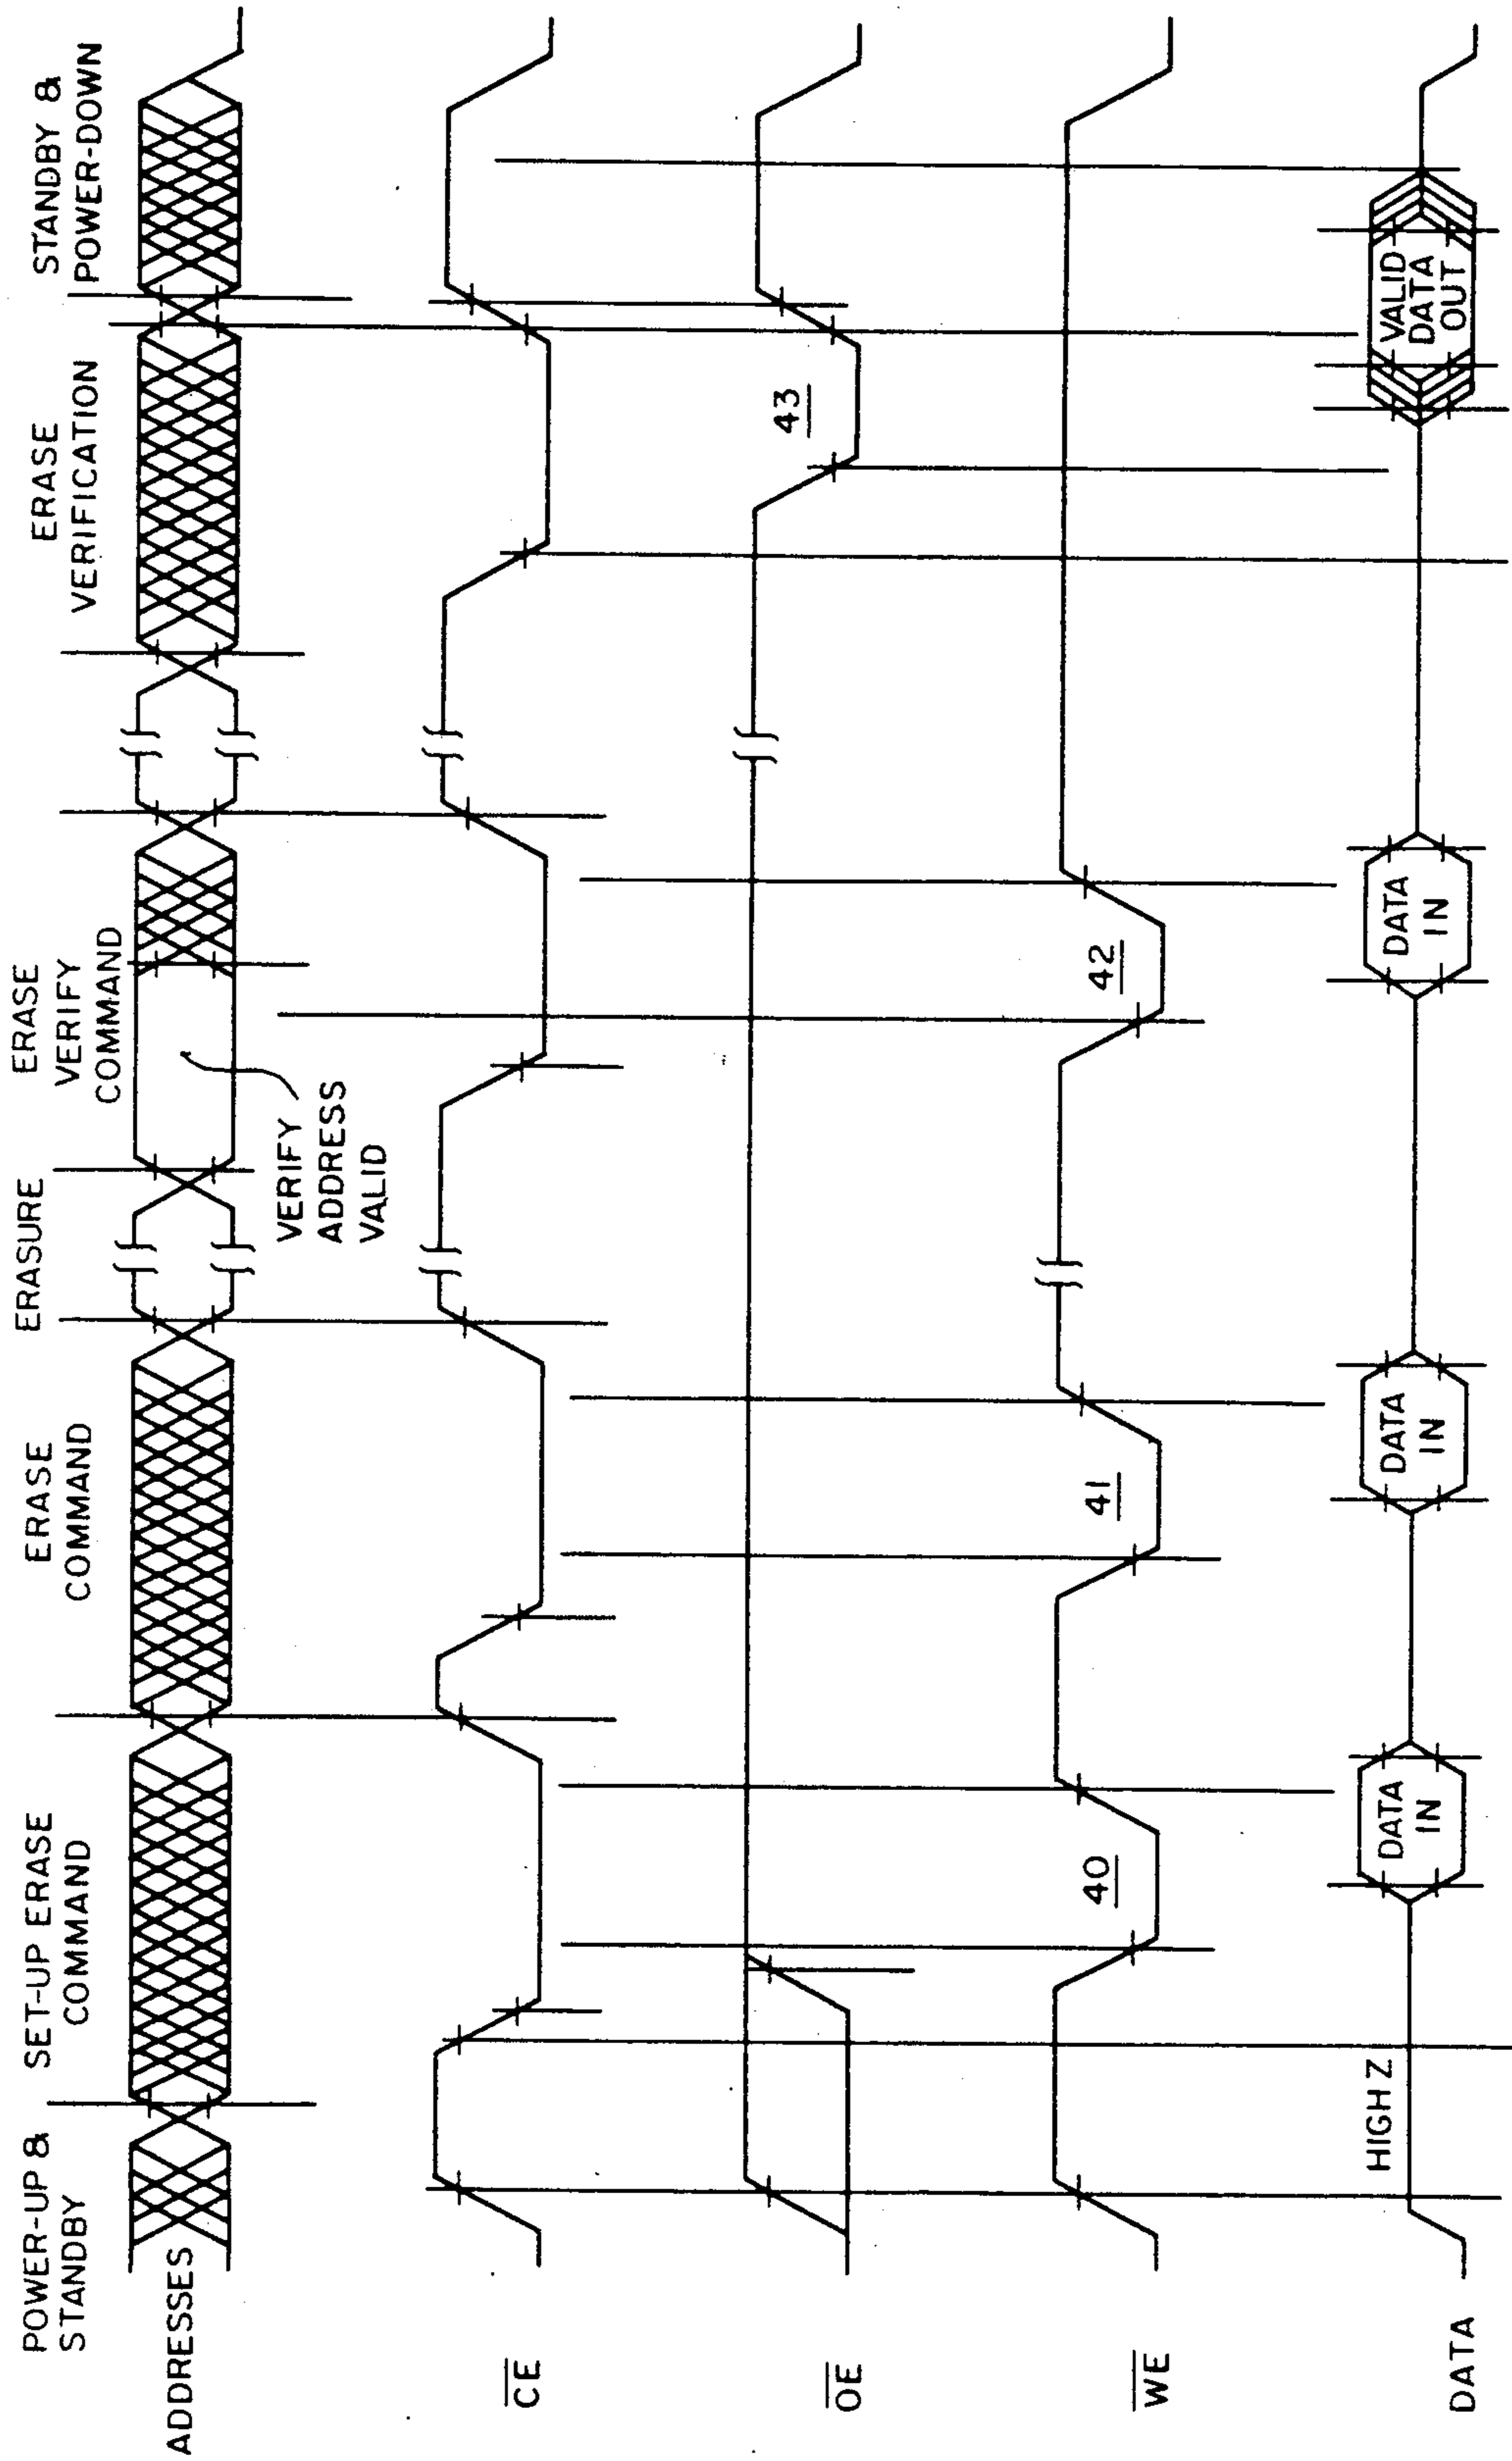 POWER-UP &
STANDBY
SET-UP ERASE
COMMAND
ERASE
COMMAND
ERASURE
ERASE
VERIFY
COMMAND
ERASE
VERIFICATION
STANDBY &
POWER-DOWN
ADDRESSES
VERIFY
ADDRESS
VALID
CE
OE
43
WE
40
41
42
DATA
HIGH Z
DATA
IN
DATA
IN
DATA
IN
VALID
DATA
OUT